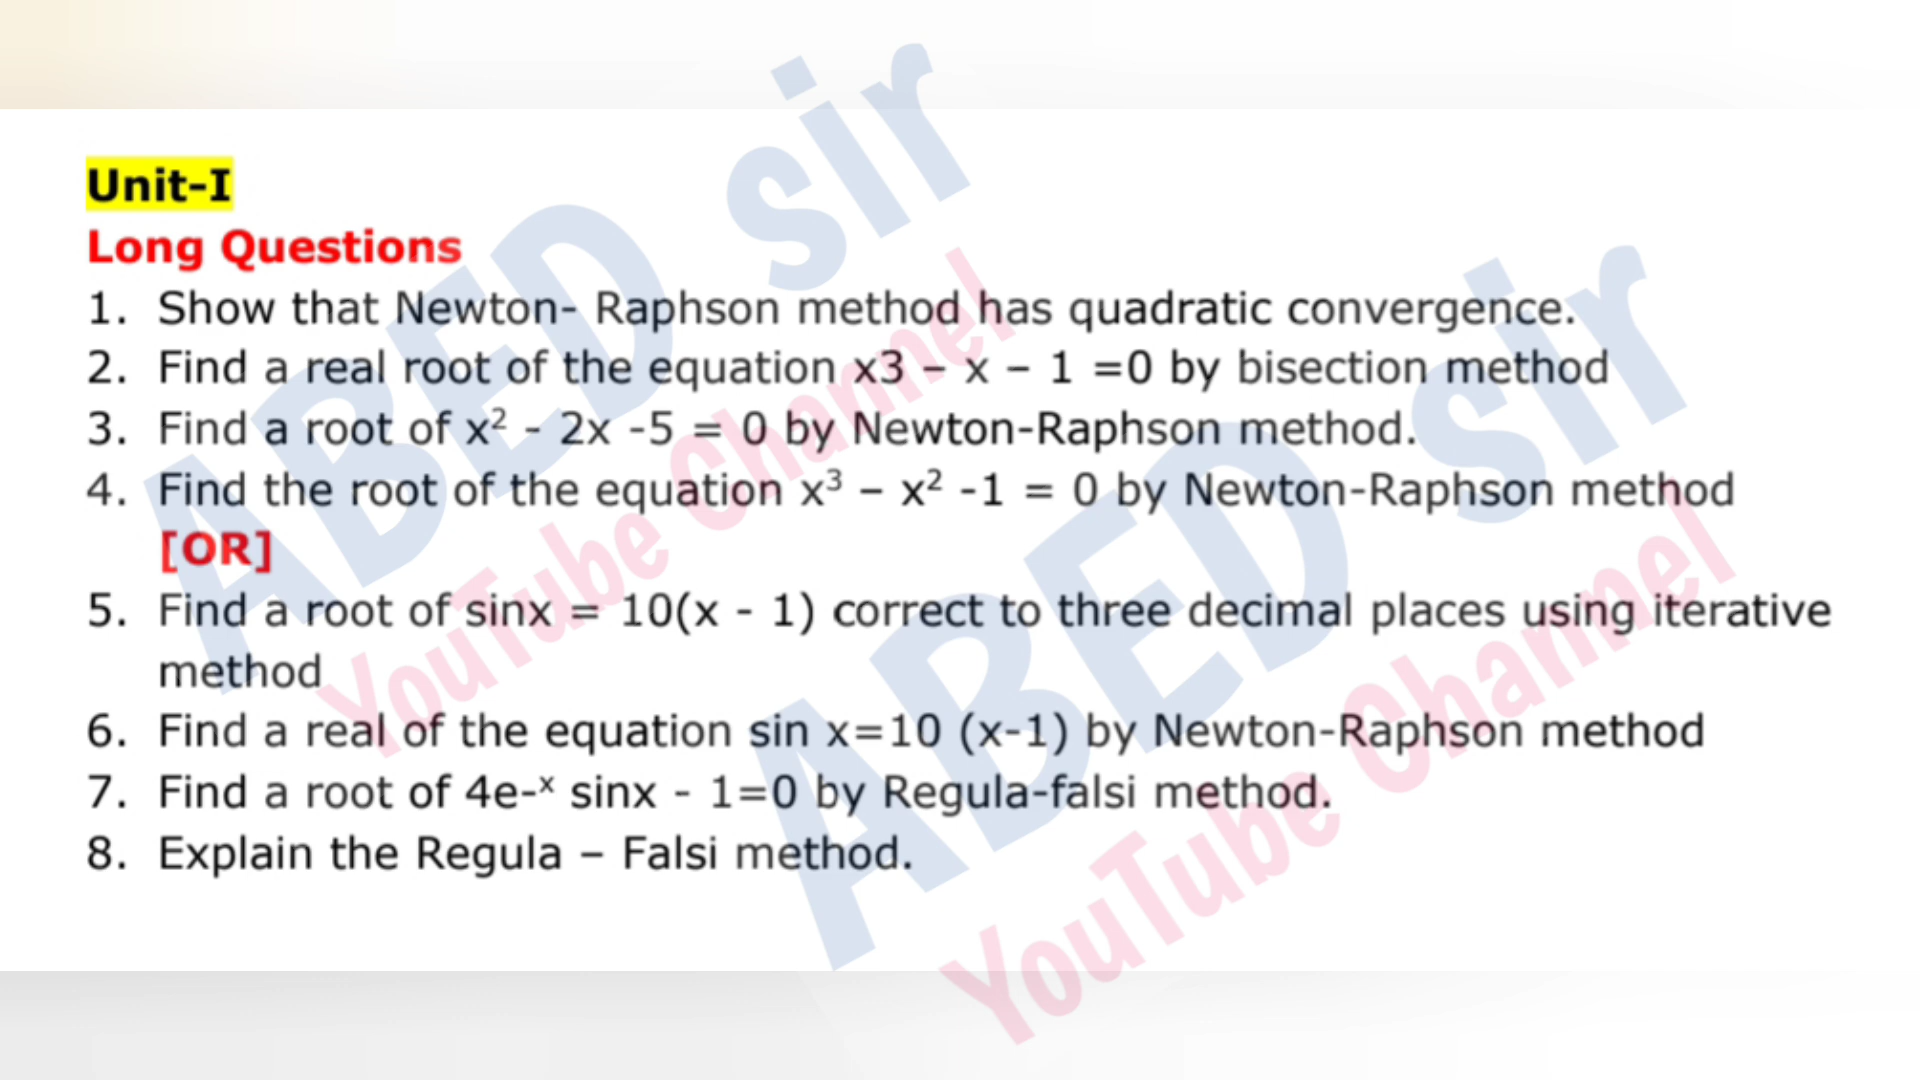 Unit-I
Long Questions
1. Show that Newton- Raphson method has quadratic convergence.
2. Find a real root of the equation x3 – x – 1 =0 by bisection method
3. Find a root of x² - 2x -5 = 0 by Newton-Raphson method.
4. Find the root of the equation x³ – x² -1 = 0 by Newton-Raphson method
[OR]
5. Find a root of sinx = 10(x - 1) correct to three decimal places using iterative
method
6. Find a real of the equation sin x=10 (x-1) by Newton-Raphson method
7. Find a root of 4e-ˣ sinx - 1=0 by Regula-falsi method.
8. Explain the Regula – Falsi method.
ABED sir
YouTube Channel
ABED sir
YouTube Channel